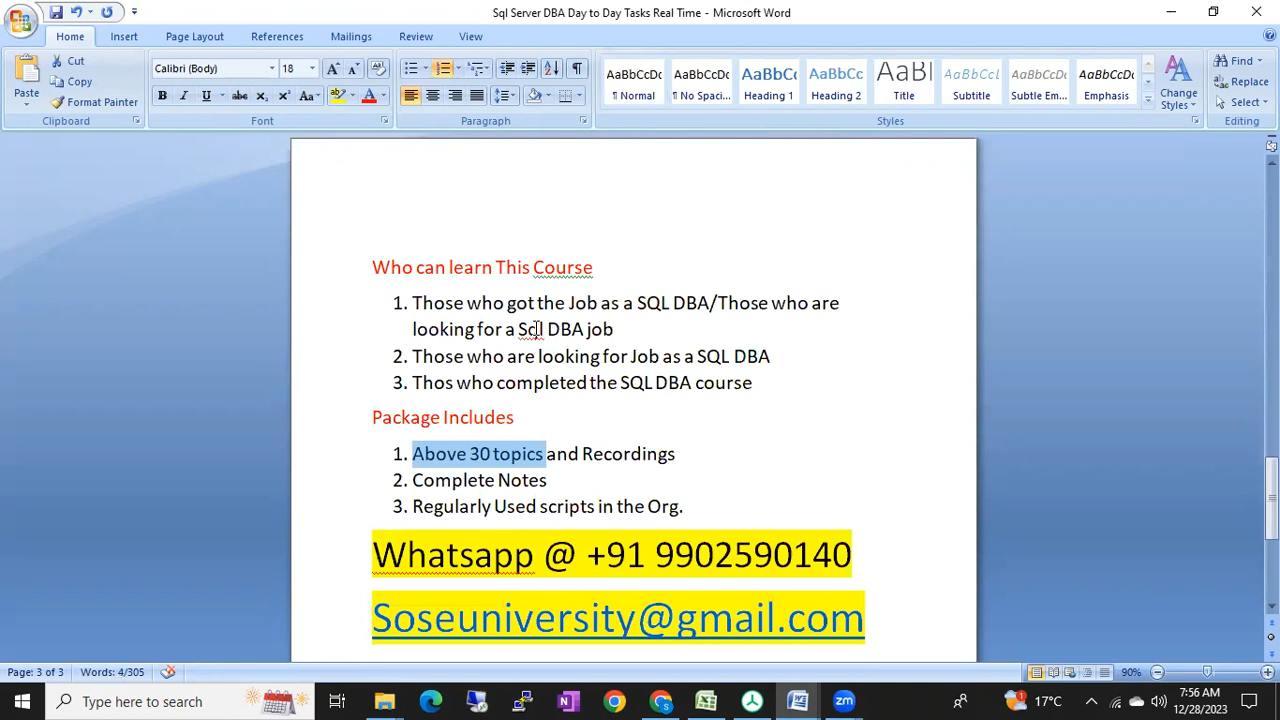 Sql Server DBA Day to Day Tasks Real Time - Microsoft Word
Home Insert Page Layout References Mailings Review View
Paste
Cut
Copy
Format Painter
Clipboard
Calibri (Body) 18
Font
Paragraph
AaBbCcDc AaBbCcDc AaBbC AaBbCc AaBl AaBbCc. AaBbCcDc AaBbCcDc
¶ Normal ¶ No Spaci... Heading 1 Heading 2 Title Subtitle Subtle Em... Emphasis
Change Styles
Styles
Find
Replace
Select
Editing
Who can learn This Course
1. Those who got the Job as a SQL DBA/Those who are
looking for a Sql DBA job
2. Those who are looking for Job as a SQL DBA
3. Thos who completed the SQL DBA course
Package Includes
1. Above 30 topics and Recordings
2. Complete Notes
3. Regularly Used scripts in the Org.
Whatsapp @ +91 9902590140
Soseuniversity@gmail.com
Page: 3 of 3 Words: 4/305 90%
Type here to search
17°C
7:56 AM
12/28/2023